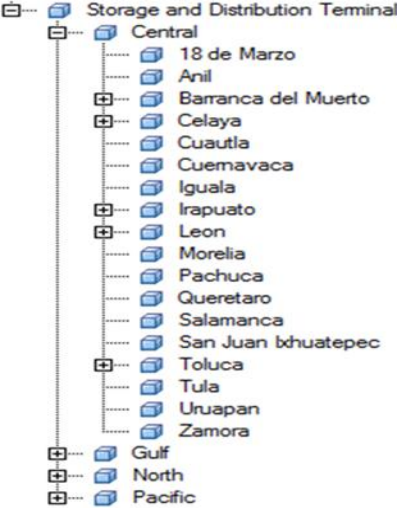 Storage and Distribution Terminal
Central
18 de Marzo
Anil
Barranca del Muerto
Celaya
Cuautla
Cuernavaca
Iguala
Irapuato
Leon
Morelia
Pachuca
Queretaro
Salamanca
San Juan Ixhuatepec
Toluca
Tula
Uruapan
Zamora
Gulf
North
Pacific